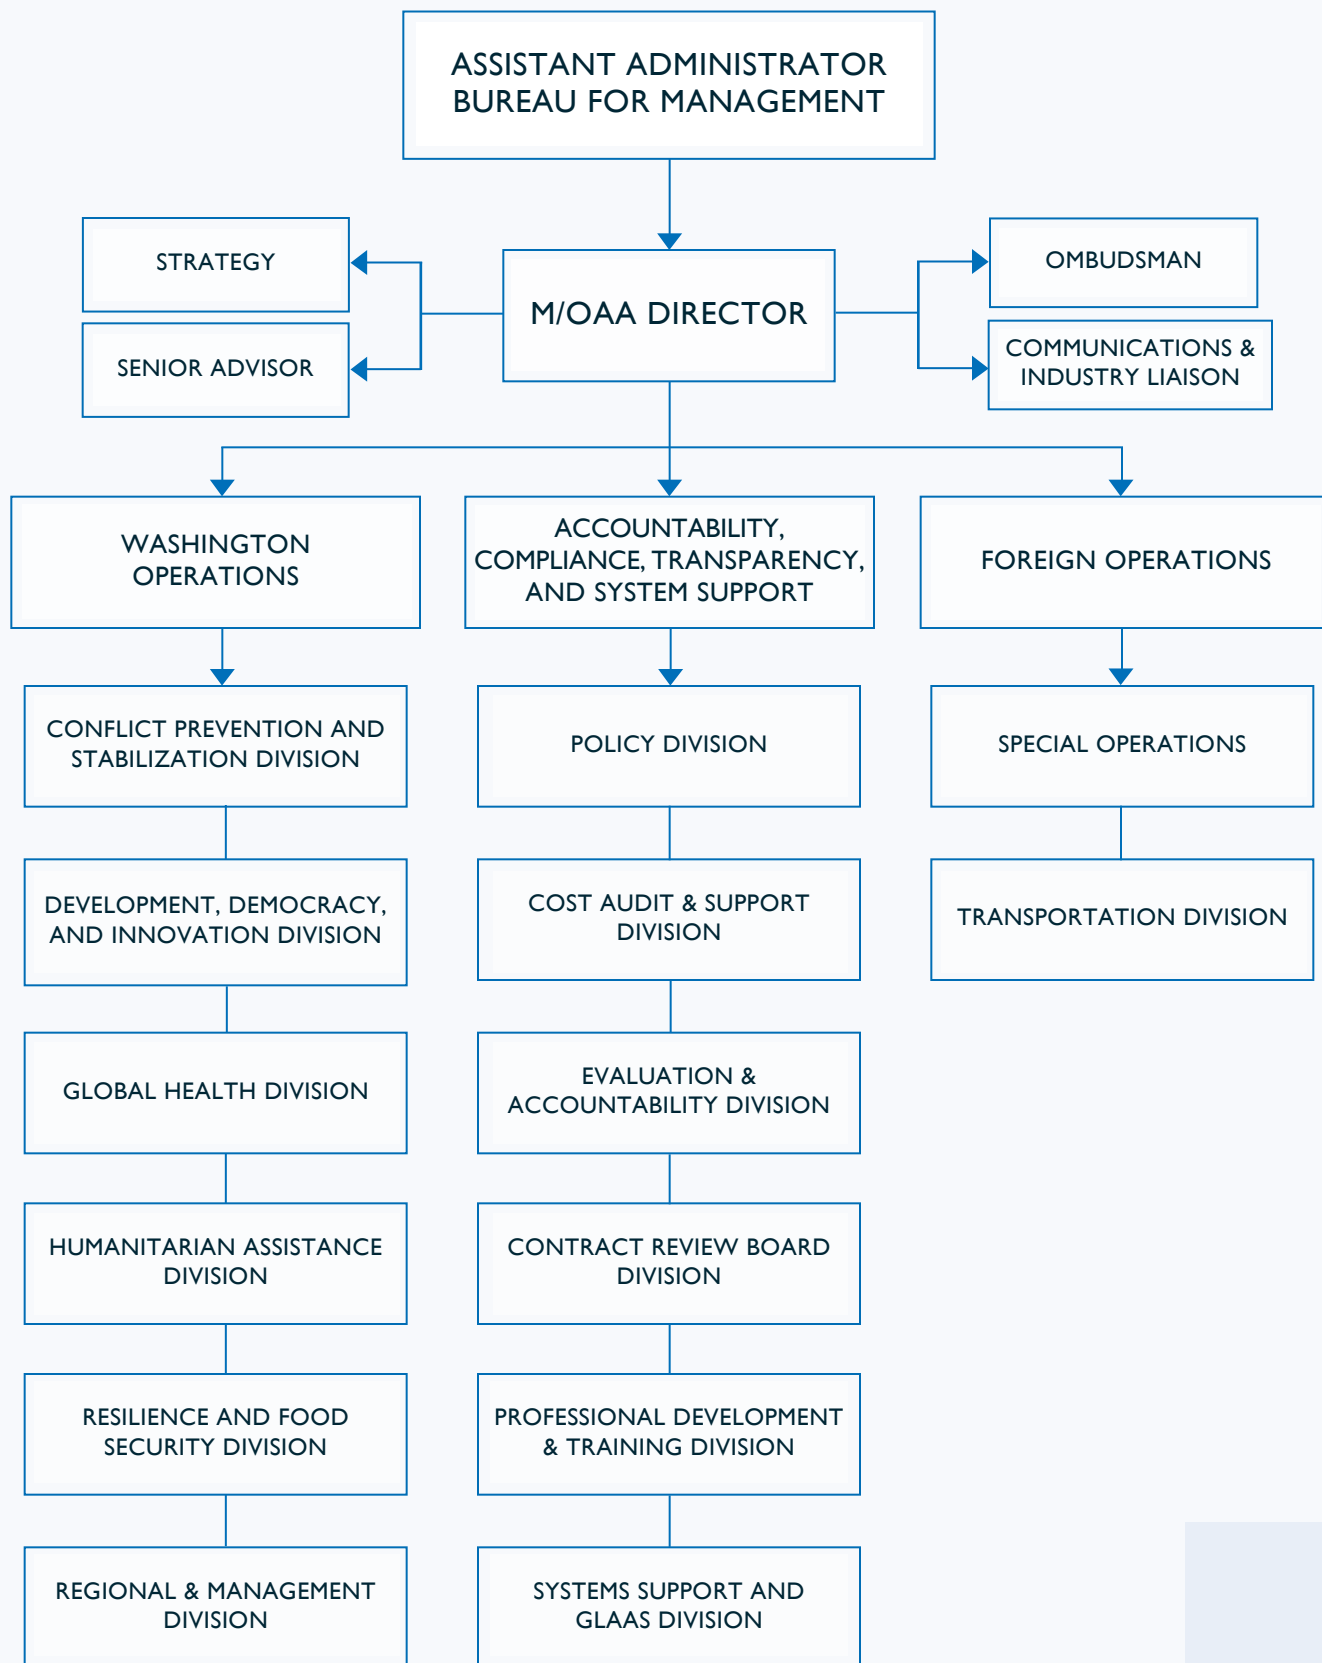 ASSISTANT ADMINISTRATOR
BUREAU FOR MANAGEMENT
STRATEGY
SENIOR ADVISOR
M/OAA DIRECTOR
OMBUDSMAN
COMMUNICATIONS &
INDUSTRY LIAISON
WASHINGTON
OPERATIONS
ACCOUNTABILITY,
COMPLIANCE, TRANSPARENCY,
AND SYSTEM SUPPORT
FOREIGN OPERATIONS
CONFLICT PREVENTION AND
STABILIZATION DIVISION
DEVELOPMENT, DEMOCRACY,
AND INNOVATION DIVISION
GLOBAL HEALTH DIVISION
HUMANITARIAN ASSISTANCE
DIVISION
RESILIENCE AND FOOD
SECURITY DIVISION
REGIONAL & MANAGEMENT
DIVISION
POLICY DIVISION
COST AUDIT & SUPPORT
DIVISION
EVALUATION &
ACCOUNTABILITY DIVISION
CONTRACT REVIEW BOARD
DIVISION
PROFESSIONAL DEVELOPMENT
& TRAINING DIVISION
SYSTEMS SUPPORT AND
GLAAS DIVISION
SPECIAL OPERATIONS
TRANSPORTATION DIVISION